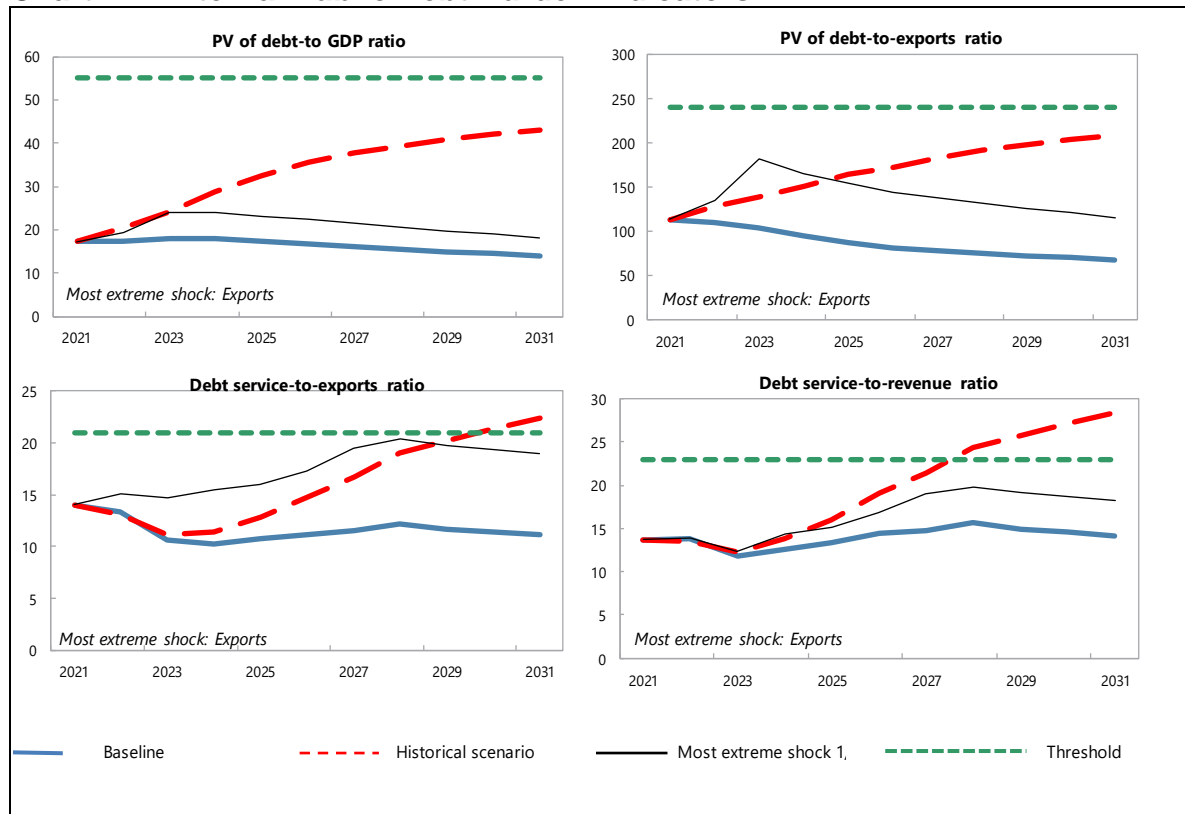 PV of debt-to GDP ratio
60
50
40
30
20
10
0
Most extreme shock: Exports
2021 2023 2025 2027 2029 2031
PV of debt-to-exports ratio
300
250
200
150
100
50
0
Most extreme shock: Exports
2021 2023 2025 2027 2029 2031
Debt service-to-exports ratio
25
20
15
10
5
0
Most extreme shock: Exports
2021 2023 2025 2027 2029 2031
Debt service-to-revenue ratio
30
25
20
15
10
5
0
Most extreme shock: Exports
2021 2023 2025 2027 2029 2031
Baseline
Historical scenario
Most extreme shock 1,
Threshold